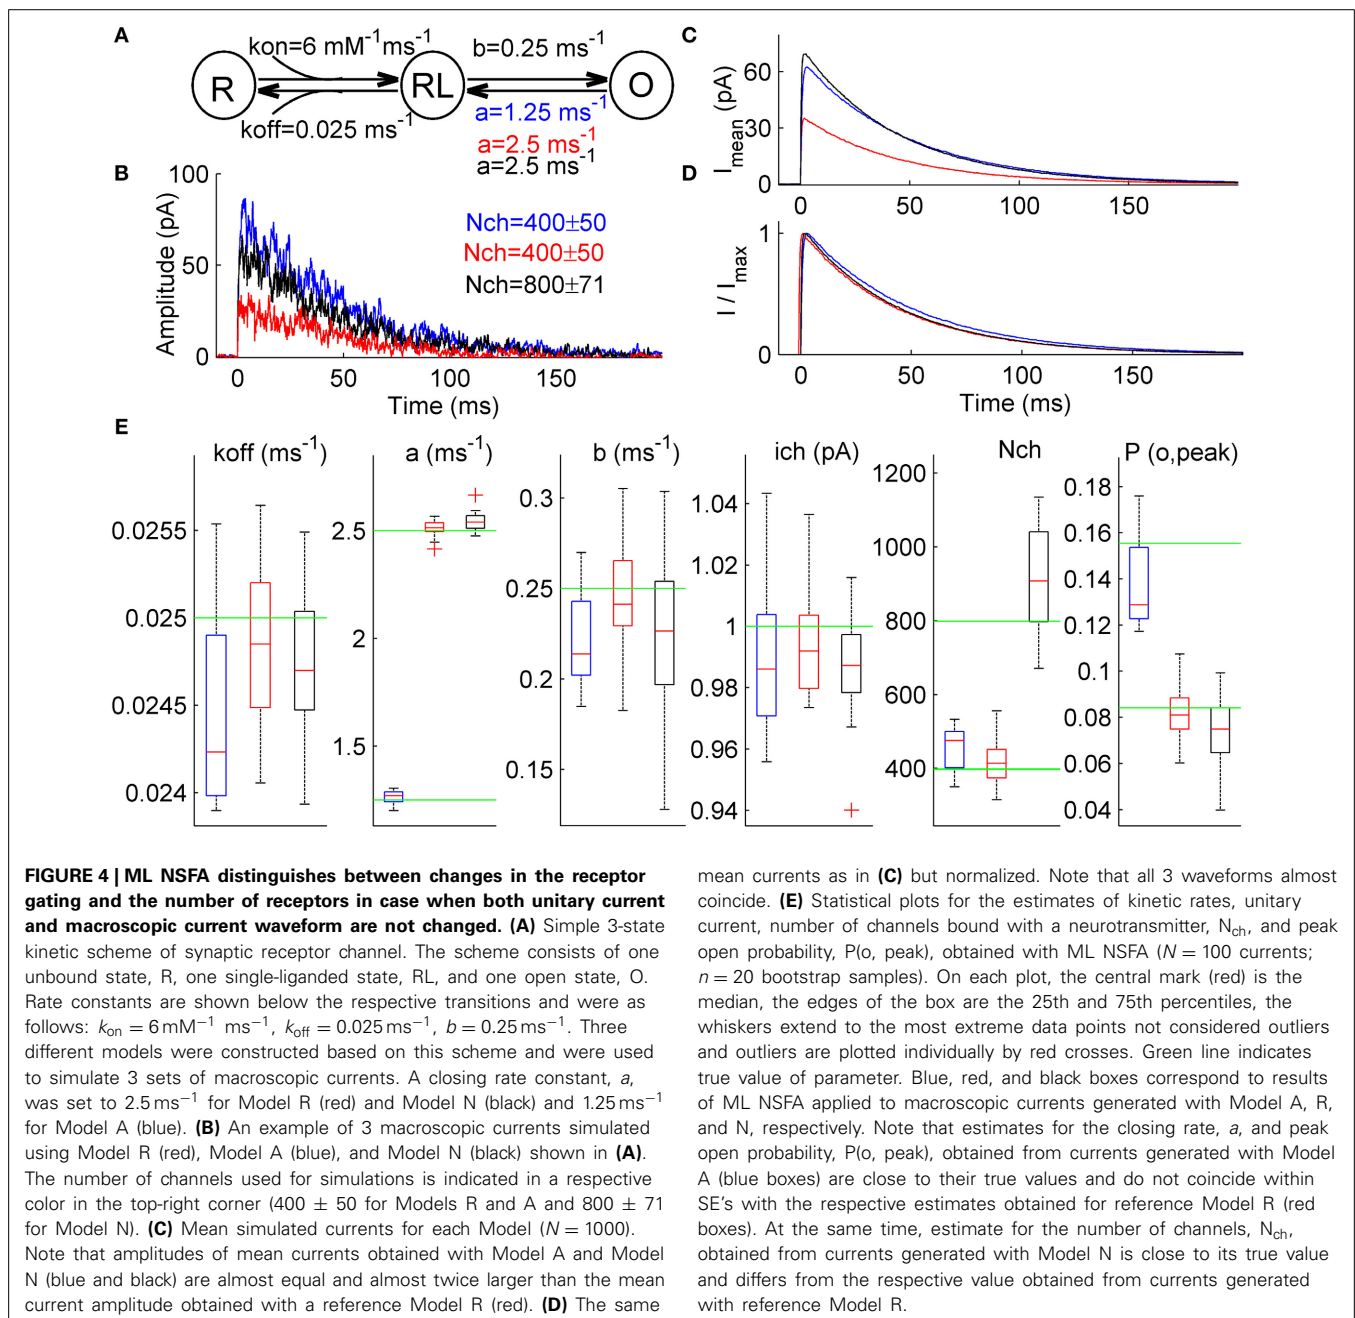 A
kon=6 mM⁻¹ms⁻¹
b=0.25 ms⁻¹
R
RL
O
koff=0.025 ms⁻¹
a=1.25 ms⁻¹
a=2.5 ms⁻¹
a=2.5 ms⁻¹
B
100
50
0
Amplitude (pA)
Nch=400±50
Nch=400±50
Nch=800±71
0
50
100
150
Time (ms)
C
60
30
0
I_mean (pA)
0
50
100
150
D
1
0
I / I_max
0
50
100
150
Time (ms)
E
koff (ms⁻¹)
0.0255
0.025
0.0245
0.024
a (ms⁻¹)
2.5
2
1.5
b (ms⁻¹)
0.3
0.25
0.2
0.15
ich (pA)
1.04
1.02
1
0.98
0.96
0.94
Nch
1200
1000
800
600
400
P (o,peak)
0.18
0.16
0.14
0.12
0.1
0.08
0.06
0.04
FIGURE 4 | ML NSFA distinguishes between changes in the receptor
gating and the number of receptors in case when both unitary current
and macroscopic current waveform are not changed. (A) Simple 3-state
kinetic scheme of synaptic receptor channel. The scheme consists of one
unbound state, R, one single-liganded state, RL, and one open state, O.
Rate constants are shown below the respective transitions and were as
follows: k_on = 6 mM⁻¹ ms⁻¹, k_off = 0.025 ms⁻¹, b = 0.25 ms⁻¹. Three
different models were constructed based on this scheme and were used
to simulate 3 sets of macroscopic currents. A closing rate constant, a,
was set to 2.5 ms⁻¹ for Model R (red) and Model N (black) and 1.25 ms⁻¹
for Model A (blue). (B) An example of 3 macroscopic currents simulated
using Model R (red), Model A (blue), and Model N (black) shown in (A).
The number of channels used for simulations is indicated in a respective
color in the top-right corner (400 ± 50 for Models R and A and 800 ± 71
for Model N). (C) Mean simulated currents for each Model (N = 1000).
Note that amplitudes of mean currents obtained with Model A and Model
N (blue and black) are almost equal and almost twice larger than the mean
current amplitude obtained with a reference Model R (red). (D) The same
mean currents as in (C) but normalized. Note that all 3 waveforms almost
coincide. (E) Statistical plots for the estimates of kinetic rates, unitary
current, number of channels bound with a neurotransmitter, N_ch, and peak
open probability, P(o, peak), obtained with ML NSFA (N = 100 currents;
n = 20 bootstrap samples). On each plot, the central mark (red) is the
median, the edges of the box are the 25th and 75th percentiles, the
whiskers extend to the most extreme data points not considered outliers
and outliers are plotted individually by red crosses. Green line indicates
true value of parameter. Blue, red, and black boxes correspond to results
of ML NSFA applied to macroscopic currents generated with Model A, R,
and N, respectively. Note that estimates for the closing rate, a, and peak
open probability, P(o, peak), obtained from currents generated with Model
A (blue boxes) are close to their true values and do not coincide within
SE's with the respective estimates obtained for reference Model R (red
boxes). At the same time, estimate for the number of channels, N_ch,
obtained from currents generated with Model N is close to its true value
and differs from the respective value obtained from currents generated
with reference Model R.